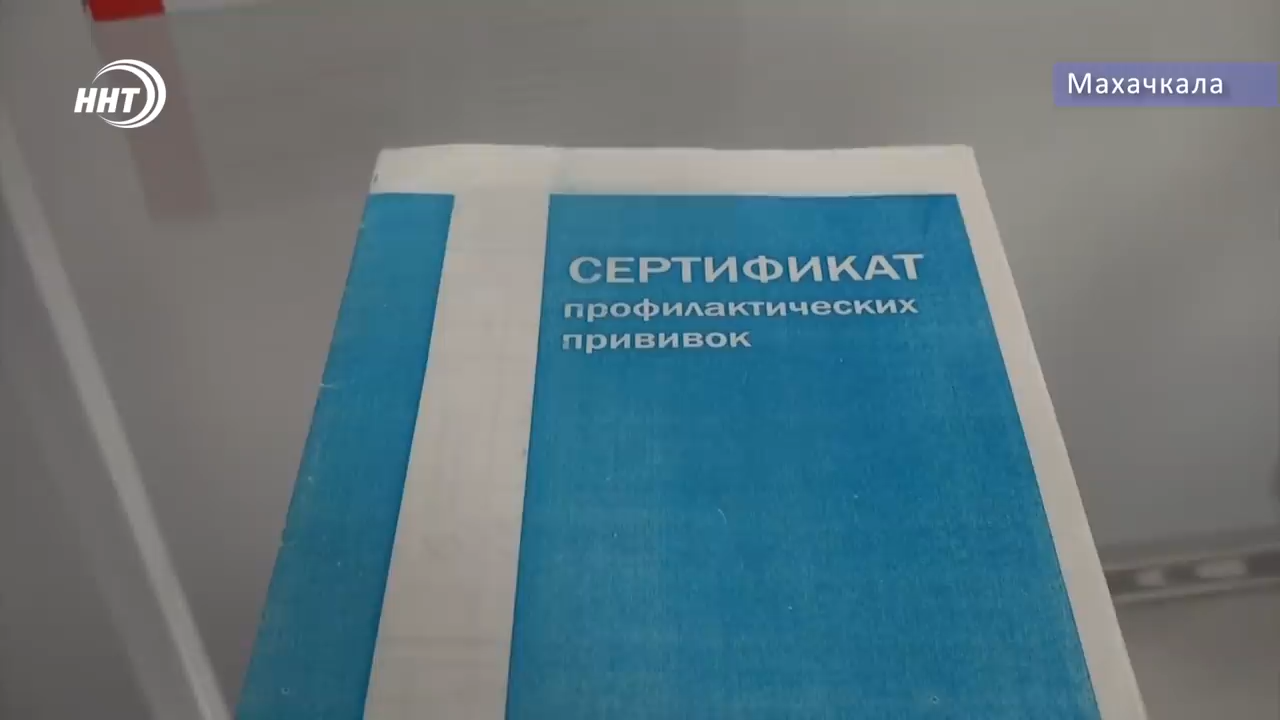 ННТ
Махачкала
СЕРТИФИКАТ
профилактических
прививок